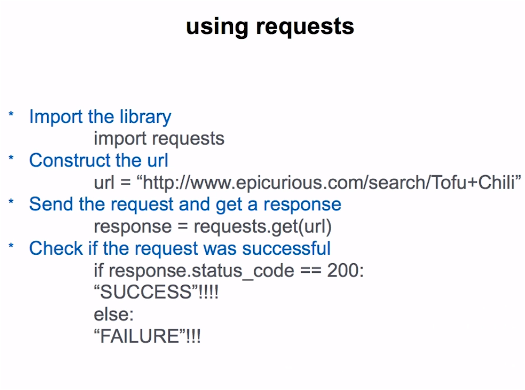 using requests
* Import the library
import requests
* Construct the url
url = “http://www.epicurious.com/search/Tofu+Chili”
* Send the request and get a response
response = requests.get(url)
* Check if the request was successful
if response.status_code == 200:
“SUCCESS”!!!!
else:
“FAILURE”!!!